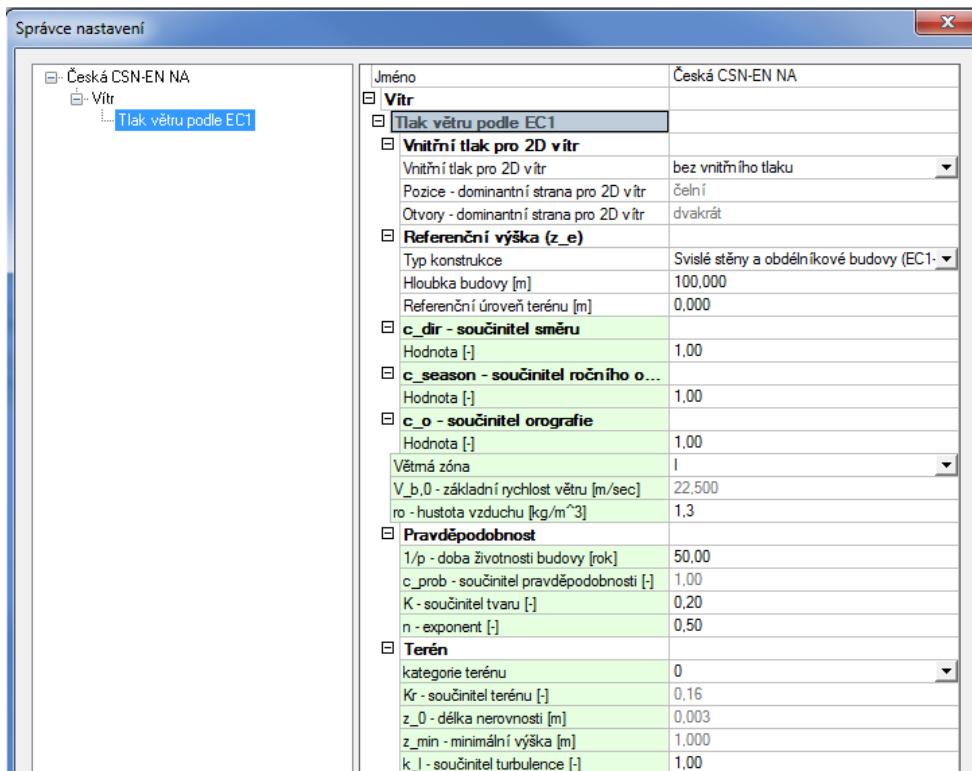 Správce nastavení
Česká CSN-EN NA
Vítr
Tlak větru podle EC1
Jméno Česká CSN-EN NA
Vítr
Tlak větru podle EC1
Vnitřní tlak pro 2D vítr
Vnitřní tlak pro 2D vítr bez vnitřního tlaku
Pozice - dominantní strana pro 2D vítr čelní
Otvory - dominantní strana pro 2D vítr dvakrát
Referenční výška (z_e)
Typ konstrukce Svislé stěny a obdélníkové budovy (EC1-
Hloubka budovy [m] 100,000
Referenční úroveň terénu [m] 0,000
c_dir - součinitel směru
Hodnota [-] 1,00
c_season - součinitel ročního o...
Hodnota [-] 1,00
c_o - součinitel orografie
Hodnota [-] 1,00
Větrná zóna I
V_b,0 - základní rychlost větru [m/sec] 22,500
ro - hustota vzduchu [kg/m^3] 1,3
Pravděpodobnost
1/p - doba životnosti budovy [rok] 50,00
c_prob - součinitel pravděpodobnosti [-] 1,00
K - součinitel tvaru [-] 0,20
n - exponent [-] 0,50
Terén
kategorie terénu 0
Kr - součinitel terénu [-] 0,16
z_0 - délka nerovnosti [m] 0,003
z_min - minimální výška [m] 1,000
k_I - součinitel turbulence [-] 1,00